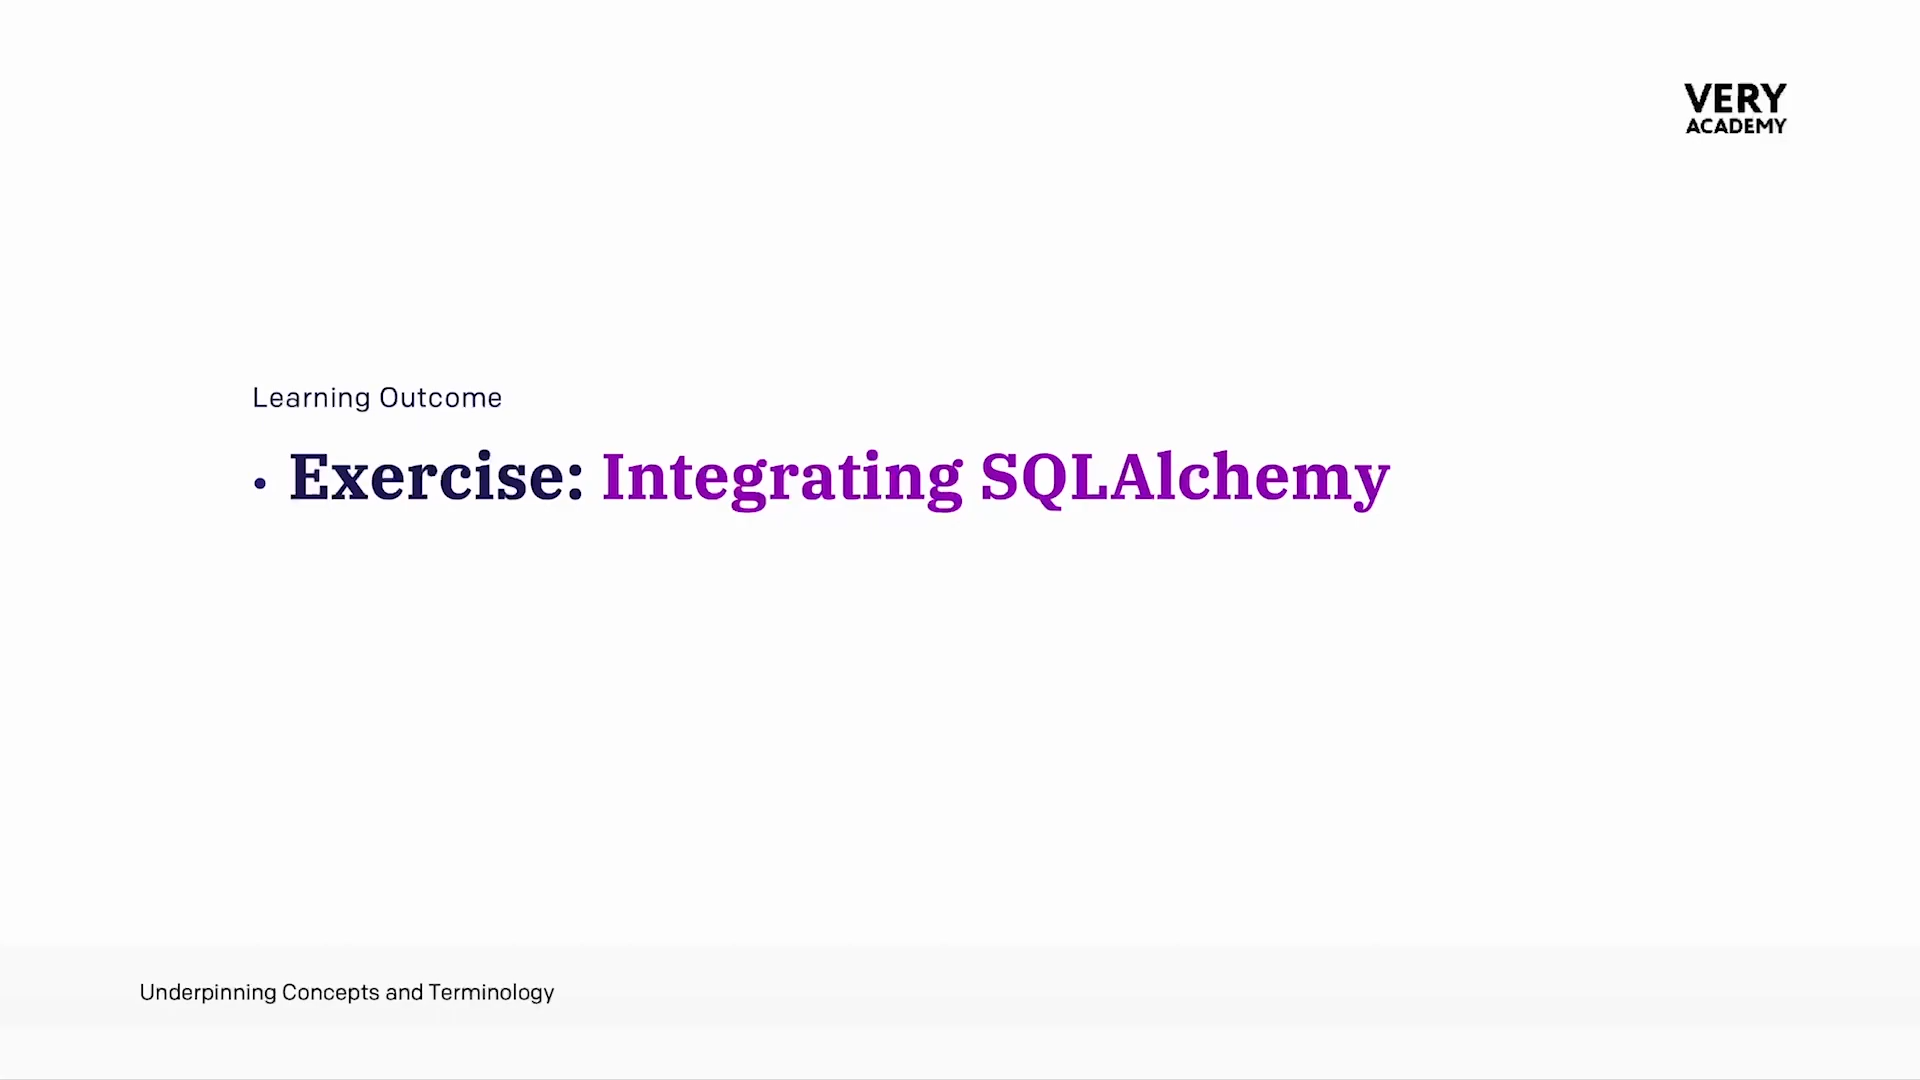 VERY
ACADEMY
Learning Outcome
• Exercise: Integrating SQLAlchemy
Underpinning Concepts and Terminology